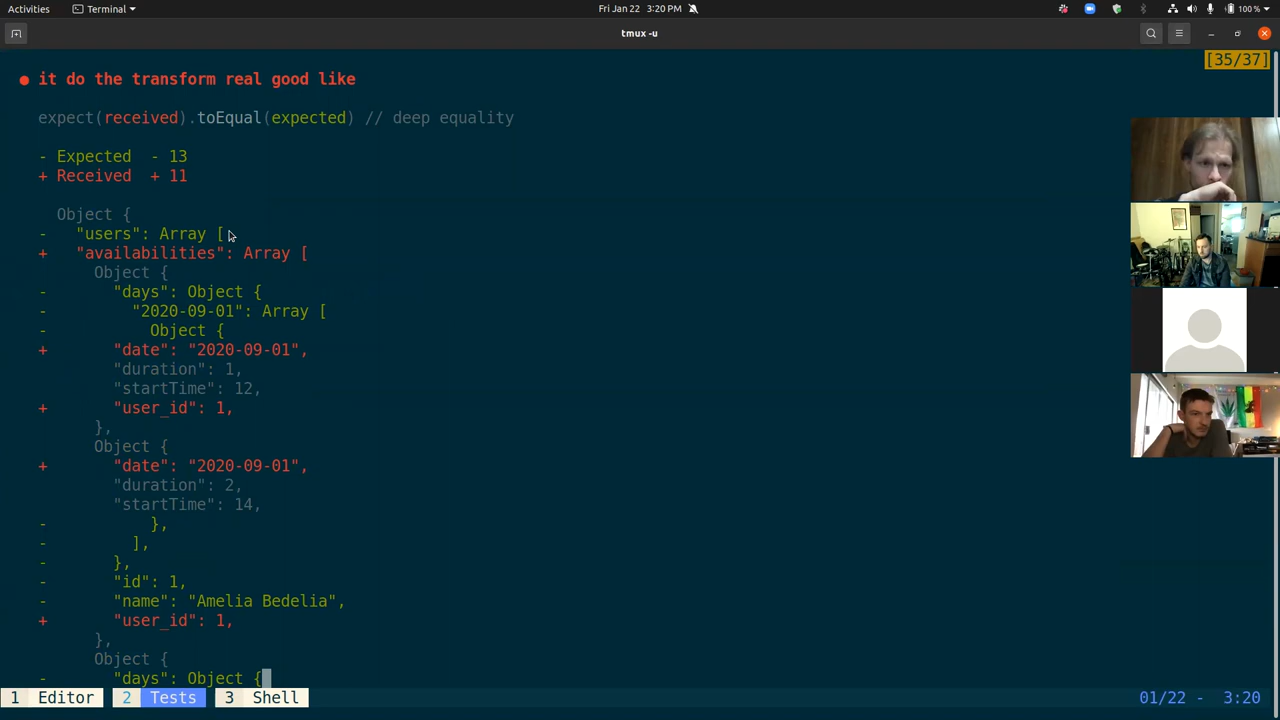 Activities
Terminal
Fri Jan 22 3:20 PM
100 %
tmux -u
[35/37]
● it do the transform real good like
expect(received).toEqual(expected) // deep equality
- Expected - 13
+ Received + 11
Object {
- "users": Array [
+ "availabilities": Array [
Object {
- "days": Object {
- "2020-09-01": Array [
- Object {
+ "date": "2020-09-01",
"duration": 1,
"startTime": 12,
+ "user_id": 1,
},
Object {
+ "date": "2020-09-01",
"duration": 2,
"startTime": 14,
- },
- ],
- },
- "id": 1,
- "name": "Amelia Bedelia",
+ "user_id": 1,
},
Object {
- "days": Object {
1 Editor 2 Tests 3 Shell
01/22 - 3:20